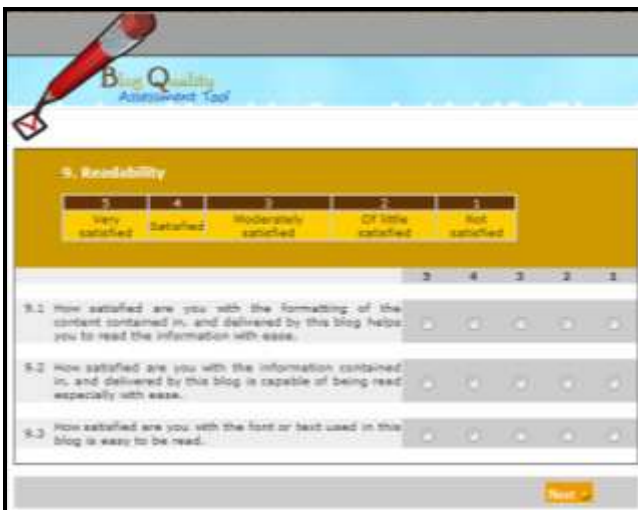 Blog Quality
Assessment Tool
9. Readability
5 4 3 2 1
Very satisfied Satisfied Moderately satisfied Of little satisfied Not satisfied
5 4 3 2 1
9.1 How satisfied are you with the formatting of the
content contained in, and delivered by this blog helps
you to read the information with ease.
9.2 How satisfied are you with the information contained
in, and delivered by this blog is capable of being read
especially with ease.
9.3 How satisfied are you with the font or text used in this
blog is easy to be read.
Next